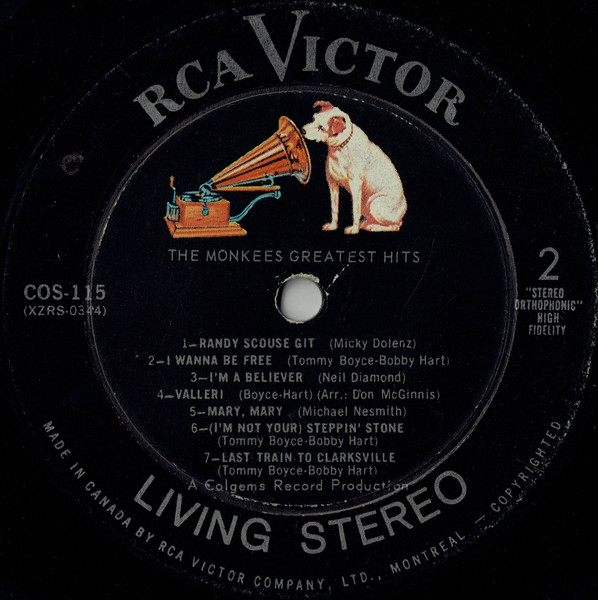 RCA VICTOR
THE MONKEES GREATEST HITS
COS-115
(XZRS-0344)
2
"STEREO
ORTHOPHONIC"
HIGH
FIDELITY
1—RANDY SCOUSE GIT (Micky Dolenz)
2—I WANNA BE FREE (Tommy Boyce-Bobby Hart)
3—I'M A BELIEVER (Neil Diamond)
4—VALLERI (Boyce-Hart) (Arr.: Don McGinnis)
5—MARY, MARY (Michael Nesmith)
6—(I'M NOT YOUR) STEPPIN' STONE
(Tommy Boyce-Bobby Hart)
7—LAST TRAIN TO CLARKSVILLE
(Tommy Boyce-Bobby Hart)
A Colgems Record Production
LIVING STEREO
MADE IN CANADA BY RCA VICTOR COMPANY, LTD., MONTREAL — COPYRIGHTED